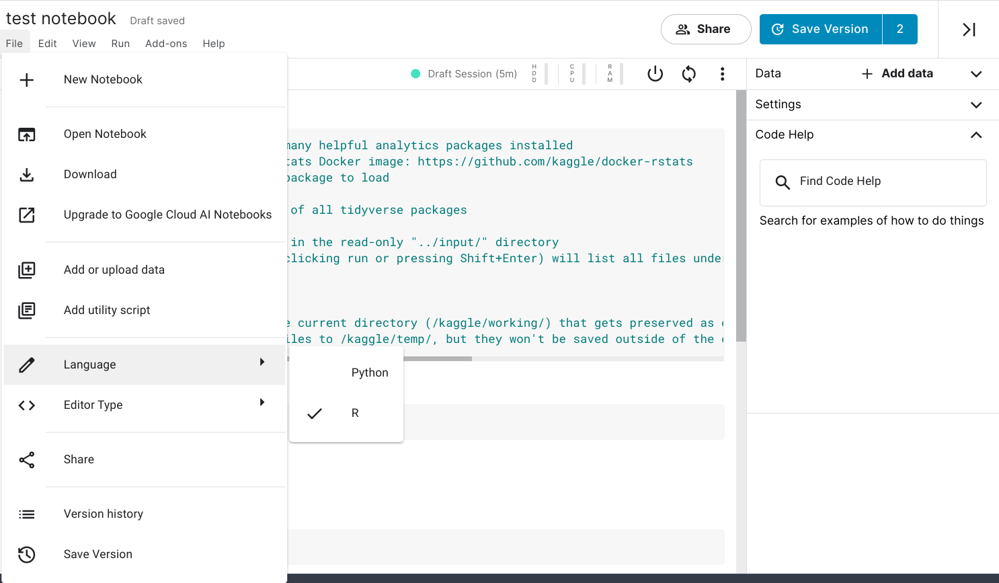 test notebook
Draft saved
Share
Save Version
2
File
Edit
View
Run
Add-ons
Help
New Notebook
Open Notebook
Download
Upgrade to Google Cloud AI Notebooks
Add or upload data
Add utility script
Language
Editor Type
Share
Version history
Save Version
Python
R
Draft Session (5m)
HDD
CPU
RAM
many helpful analytics packages installed
tats Docker image: https://github.com/kaggle/docker-rstats
package to load
of all tidyverse packages
in the read-only "../input/" directory
clicking run or pressing Shift+Enter) will list all files under
e current directory (/kaggle/working/) that gets preserved as
iles to /kaggle/temp/, but they won't be saved outside of the
Data
Add data
Settings
Code Help
Find Code Help
Search for examples of how to do things